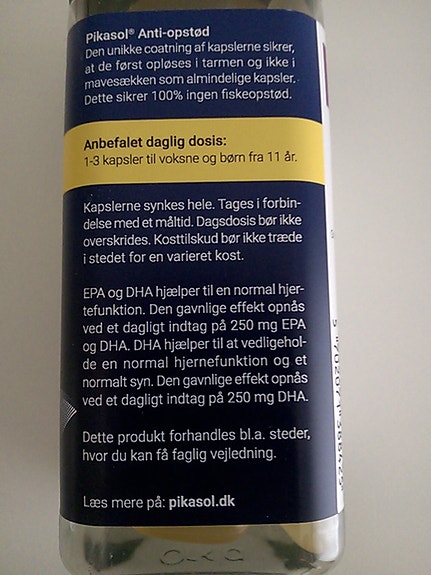 Pikasol® Anti-opstød
Den unikke coatning af kapslerne sikrer,
at de først opløses i tarmen og ikke i
mavesækken som almindelige kapsler.
Dette sikrer 100% ingen fiskeopstød.
Anbefalet daglig dosis:
1-3 kapsler til voksne og børn fra 11 år.
Kapslerne synkes hele. Tages i forbin-
delse med et måltid. Dagsdosis bør ikke
overskrides. Kosttilskud bør ikke træde
i stedet for en varieret kost.
EPA og DHA hjælper til en normal hjer-
tefunktion. Den gavnlige effekt opnås
ved et dagligt indtag på 250 mg EPA
og DHA. DHA hjælper til at vedligehol-
de en normal hjernefunktion og et
normalt syn. Den gavnlige effekt opnås
ved et dagligt indtag på 250 mg DHA.
Dette produkt forhandles bl.a. steder,
hvor du kan få faglig vejledning.
Læs mere på: pikasol.dk